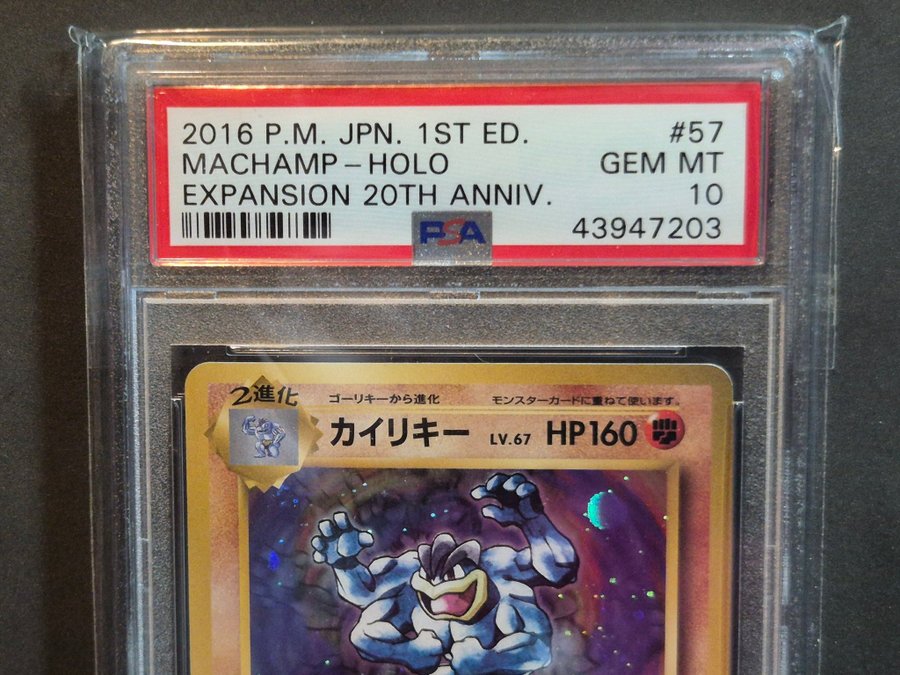 2016 P.M. JPN. 1ST ED. #57
MACHAMP-HOLO GEM MT
EXPANSION 20TH ANNIV. 10
PSA 43947203
2進化 ゴーリキーから進化 モンスターカードに重ねて使います。
カイリキー LV.67 HP160